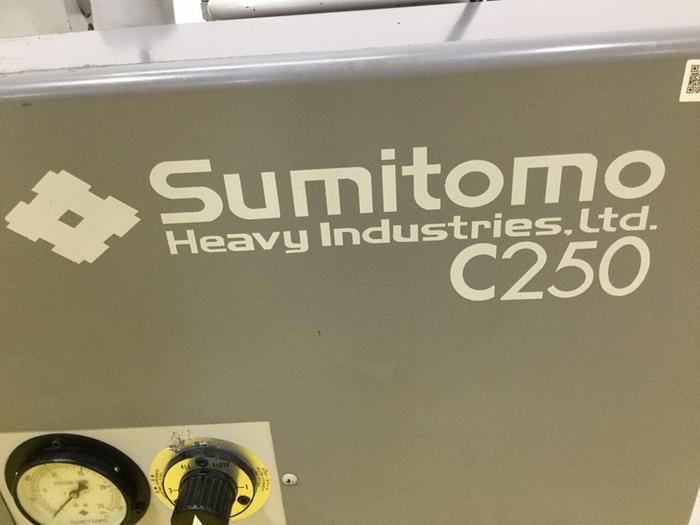 Sumitomo
Heavy Industries, Ltd.
C250